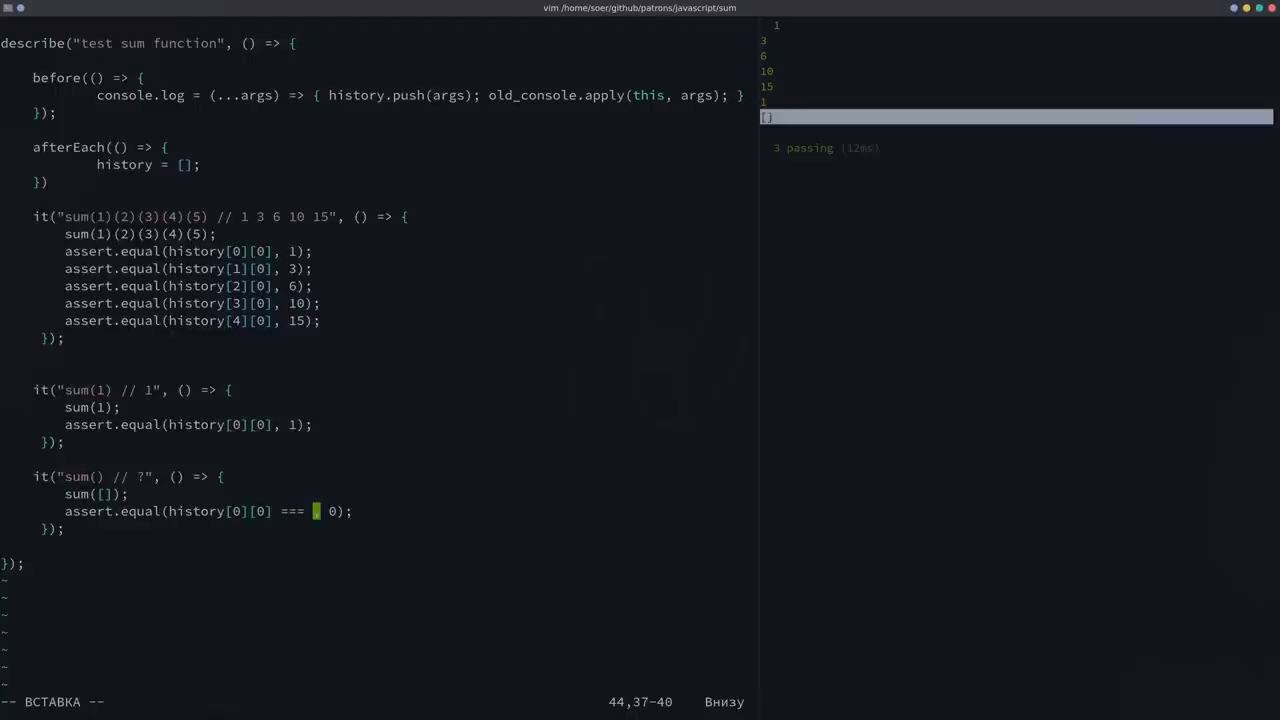 vim /home/soer/github/patrons/javascript/sum
describe("test sum function", () => {
before(() => {
console.log = (...args) => { history.push(args); old_console.apply(this, args); }
});
afterEach(() => {
history = [];
})
it("sum(1)(2)(3)(4)(5) // 1 3 6 10 15", () => {
sum(1)(2)(3)(4)(5);
assert.equal(history[0][0], 1);
assert.equal(history[1][0], 3);
assert.equal(history[2][0], 6);
assert.equal(history[3][0], 10);
assert.equal(history[4][0], 15);
});
it("sum(1) // 1", () => {
sum(1);
assert.equal(history[0][0], 1);
});
it("sum() // ?", () => {
sum([]);
assert.equal(history[0][0] === , 0);
});
});
~
~
~
~
~
~
~
-- ВСТАВКА --
44,37-40
Внизу
1
3
6
10
15
1
[]
3 passing (12ms)